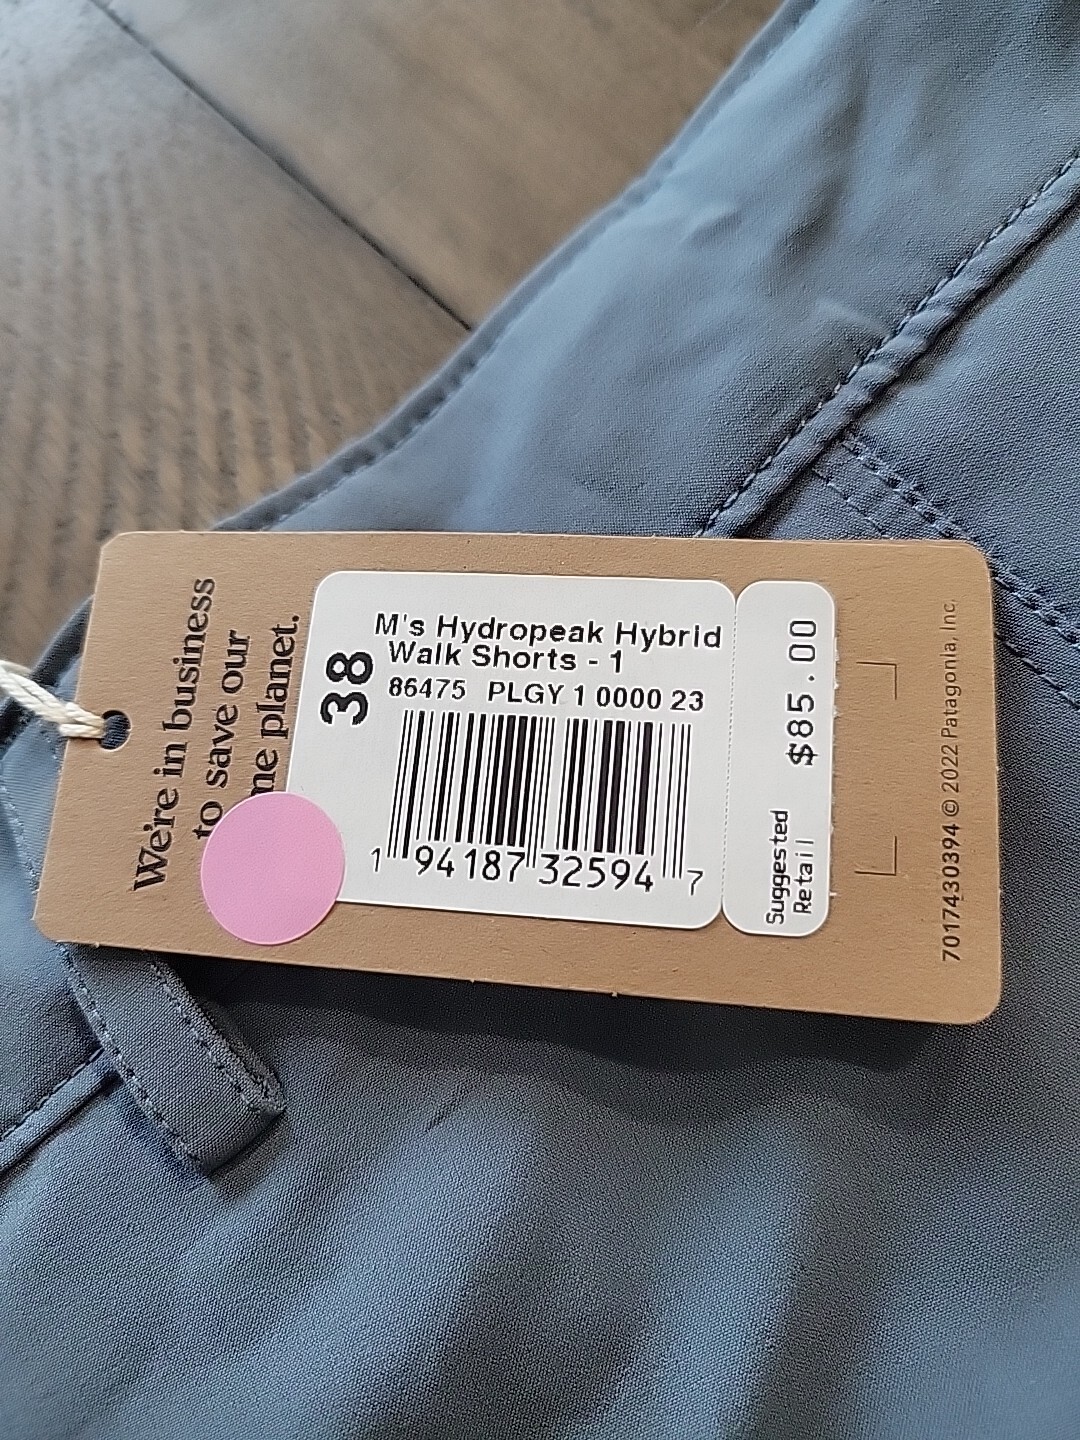 We're in business
to save our
me planet.
38
M's Hydropeak Hybrid
Walk Shorts - 1
86475 PLGY 1 0000 23
1 94187 32594 7
$85.00
Suggested
Retail
7017430394 © 2022 Patagonia, Inc.